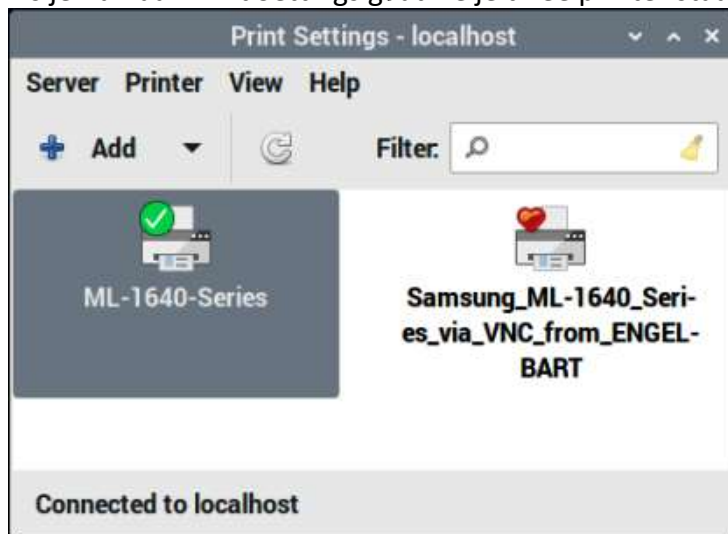 Print Settings - localhost
Server Printer View Help
Add Filter:
ML-1640-Series
Samsung_ML-1640_Seri-
es_via_VNC_from_ENGEL-
BART
Connected to localhost